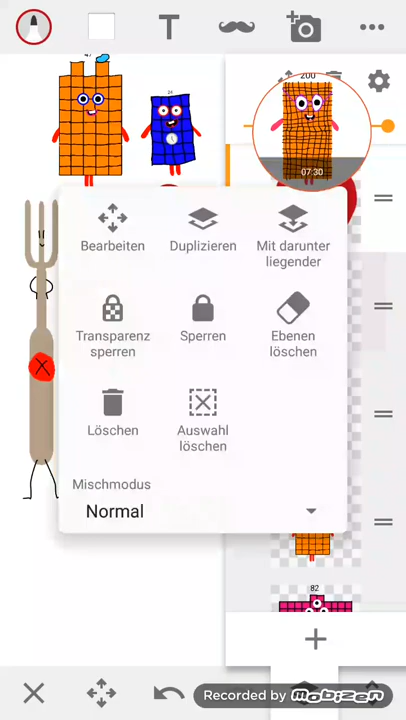 T
47
24
200
07:30
Bearbeiten
Duplizieren
Mit darunter
liegender
Transparenz
sperren
Sperren
Ebenen
löschen
Löschen
Auswahl
löschen
Mischmodus
Normal
82
Recorded by mobizen